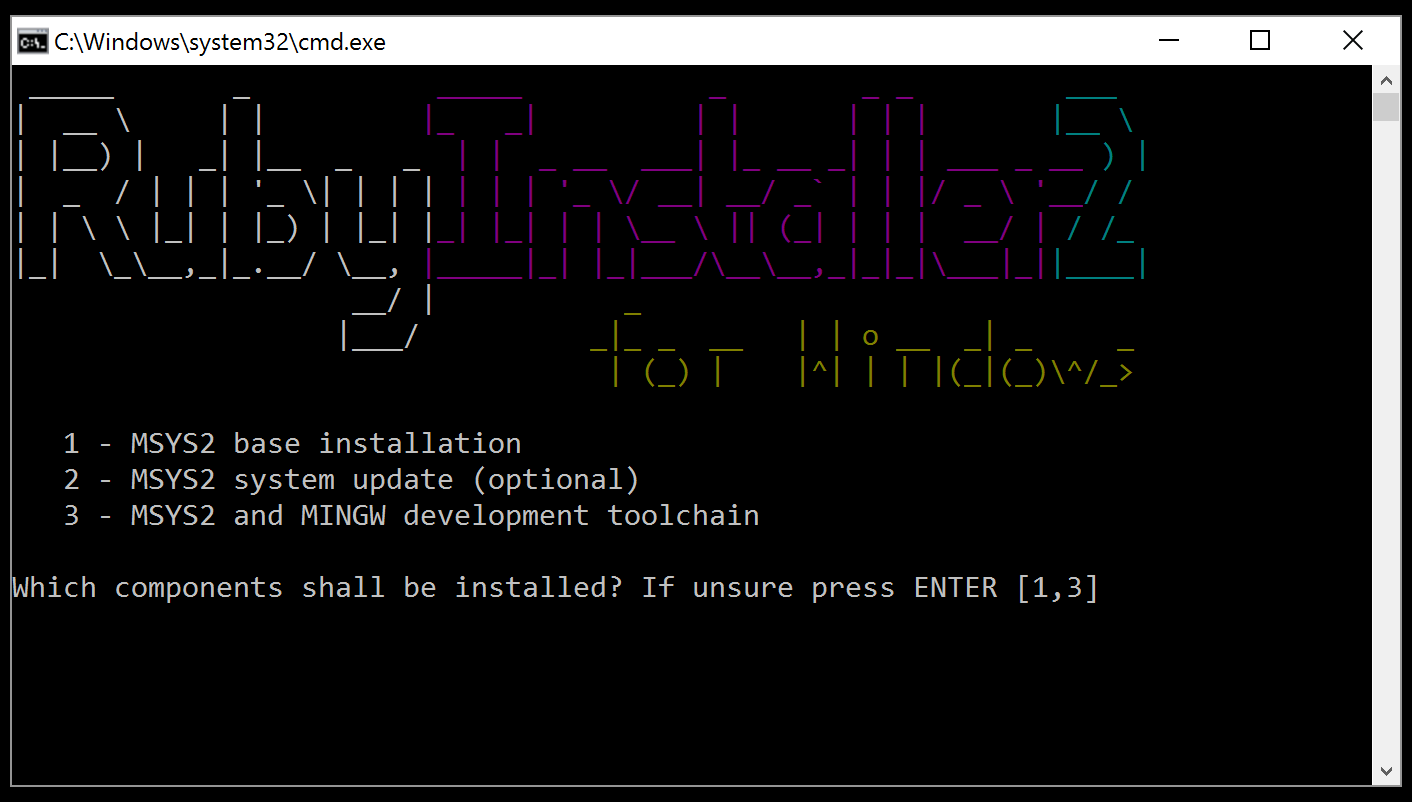 C:\Windows\system32\cmd.exe
RubyInstaller2
for Windows
1 - MSYS2 base installation
2 - MSYS2 system update (optional)
3 - MSYS2 and MINGW development toolchain
Which components shall be installed? If unsure press ENTER [1,3]